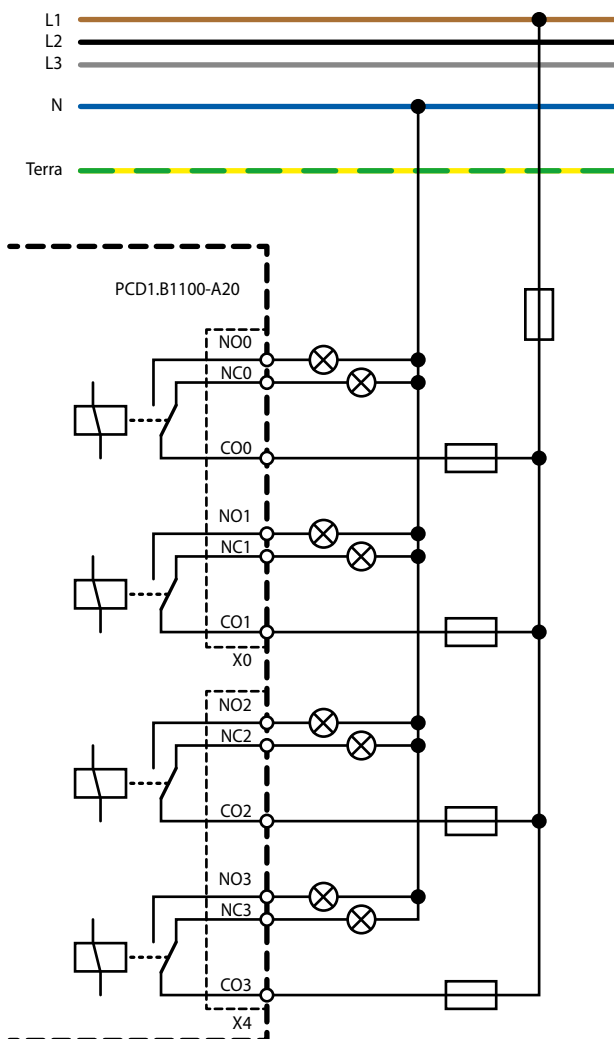 L1
L2
L3
N
Terra
PCD1.B1100-A20
NO0
NC0
CO0
NO1
NC1
CO1
X0
NO2
NC2
CO2
NO3
NC3
CO3
X4